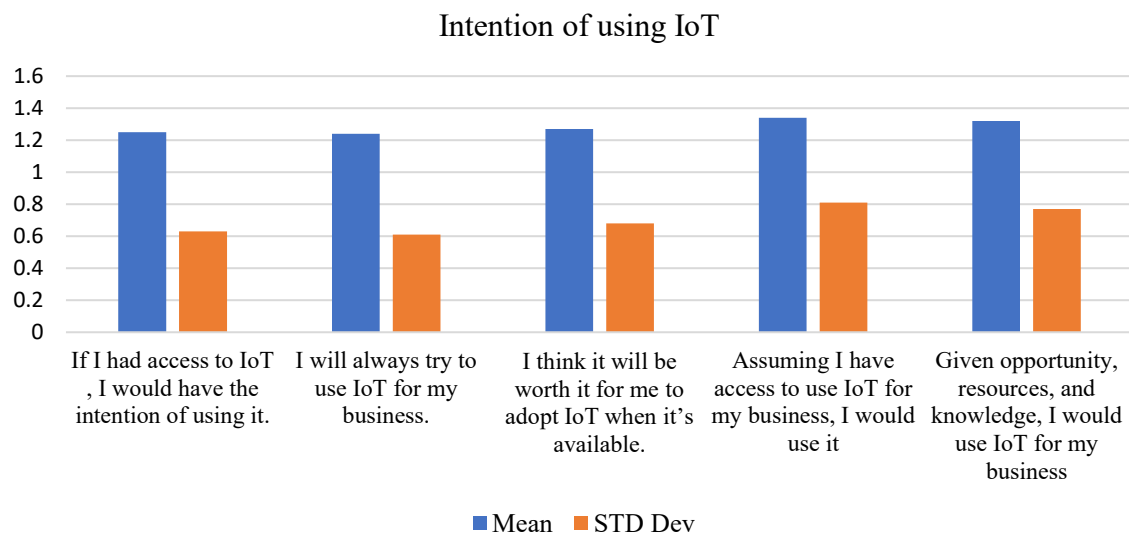 Intention of using IoT
1.6
1.4
1.2
1
0.8
0.6
0.4
0.2
0
If I had access to IoT
, I would have the
intention of using it.
I will always try to
use IoT for my
business.
I think it will be
worth it for me to
adopt IoT when it’s
available.
Assuming I have
access to use IoT for
my business, I would
use it
Given opportunity,
resources, and
knowledge, I would
use IoT for my
business
Mean
STD Dev